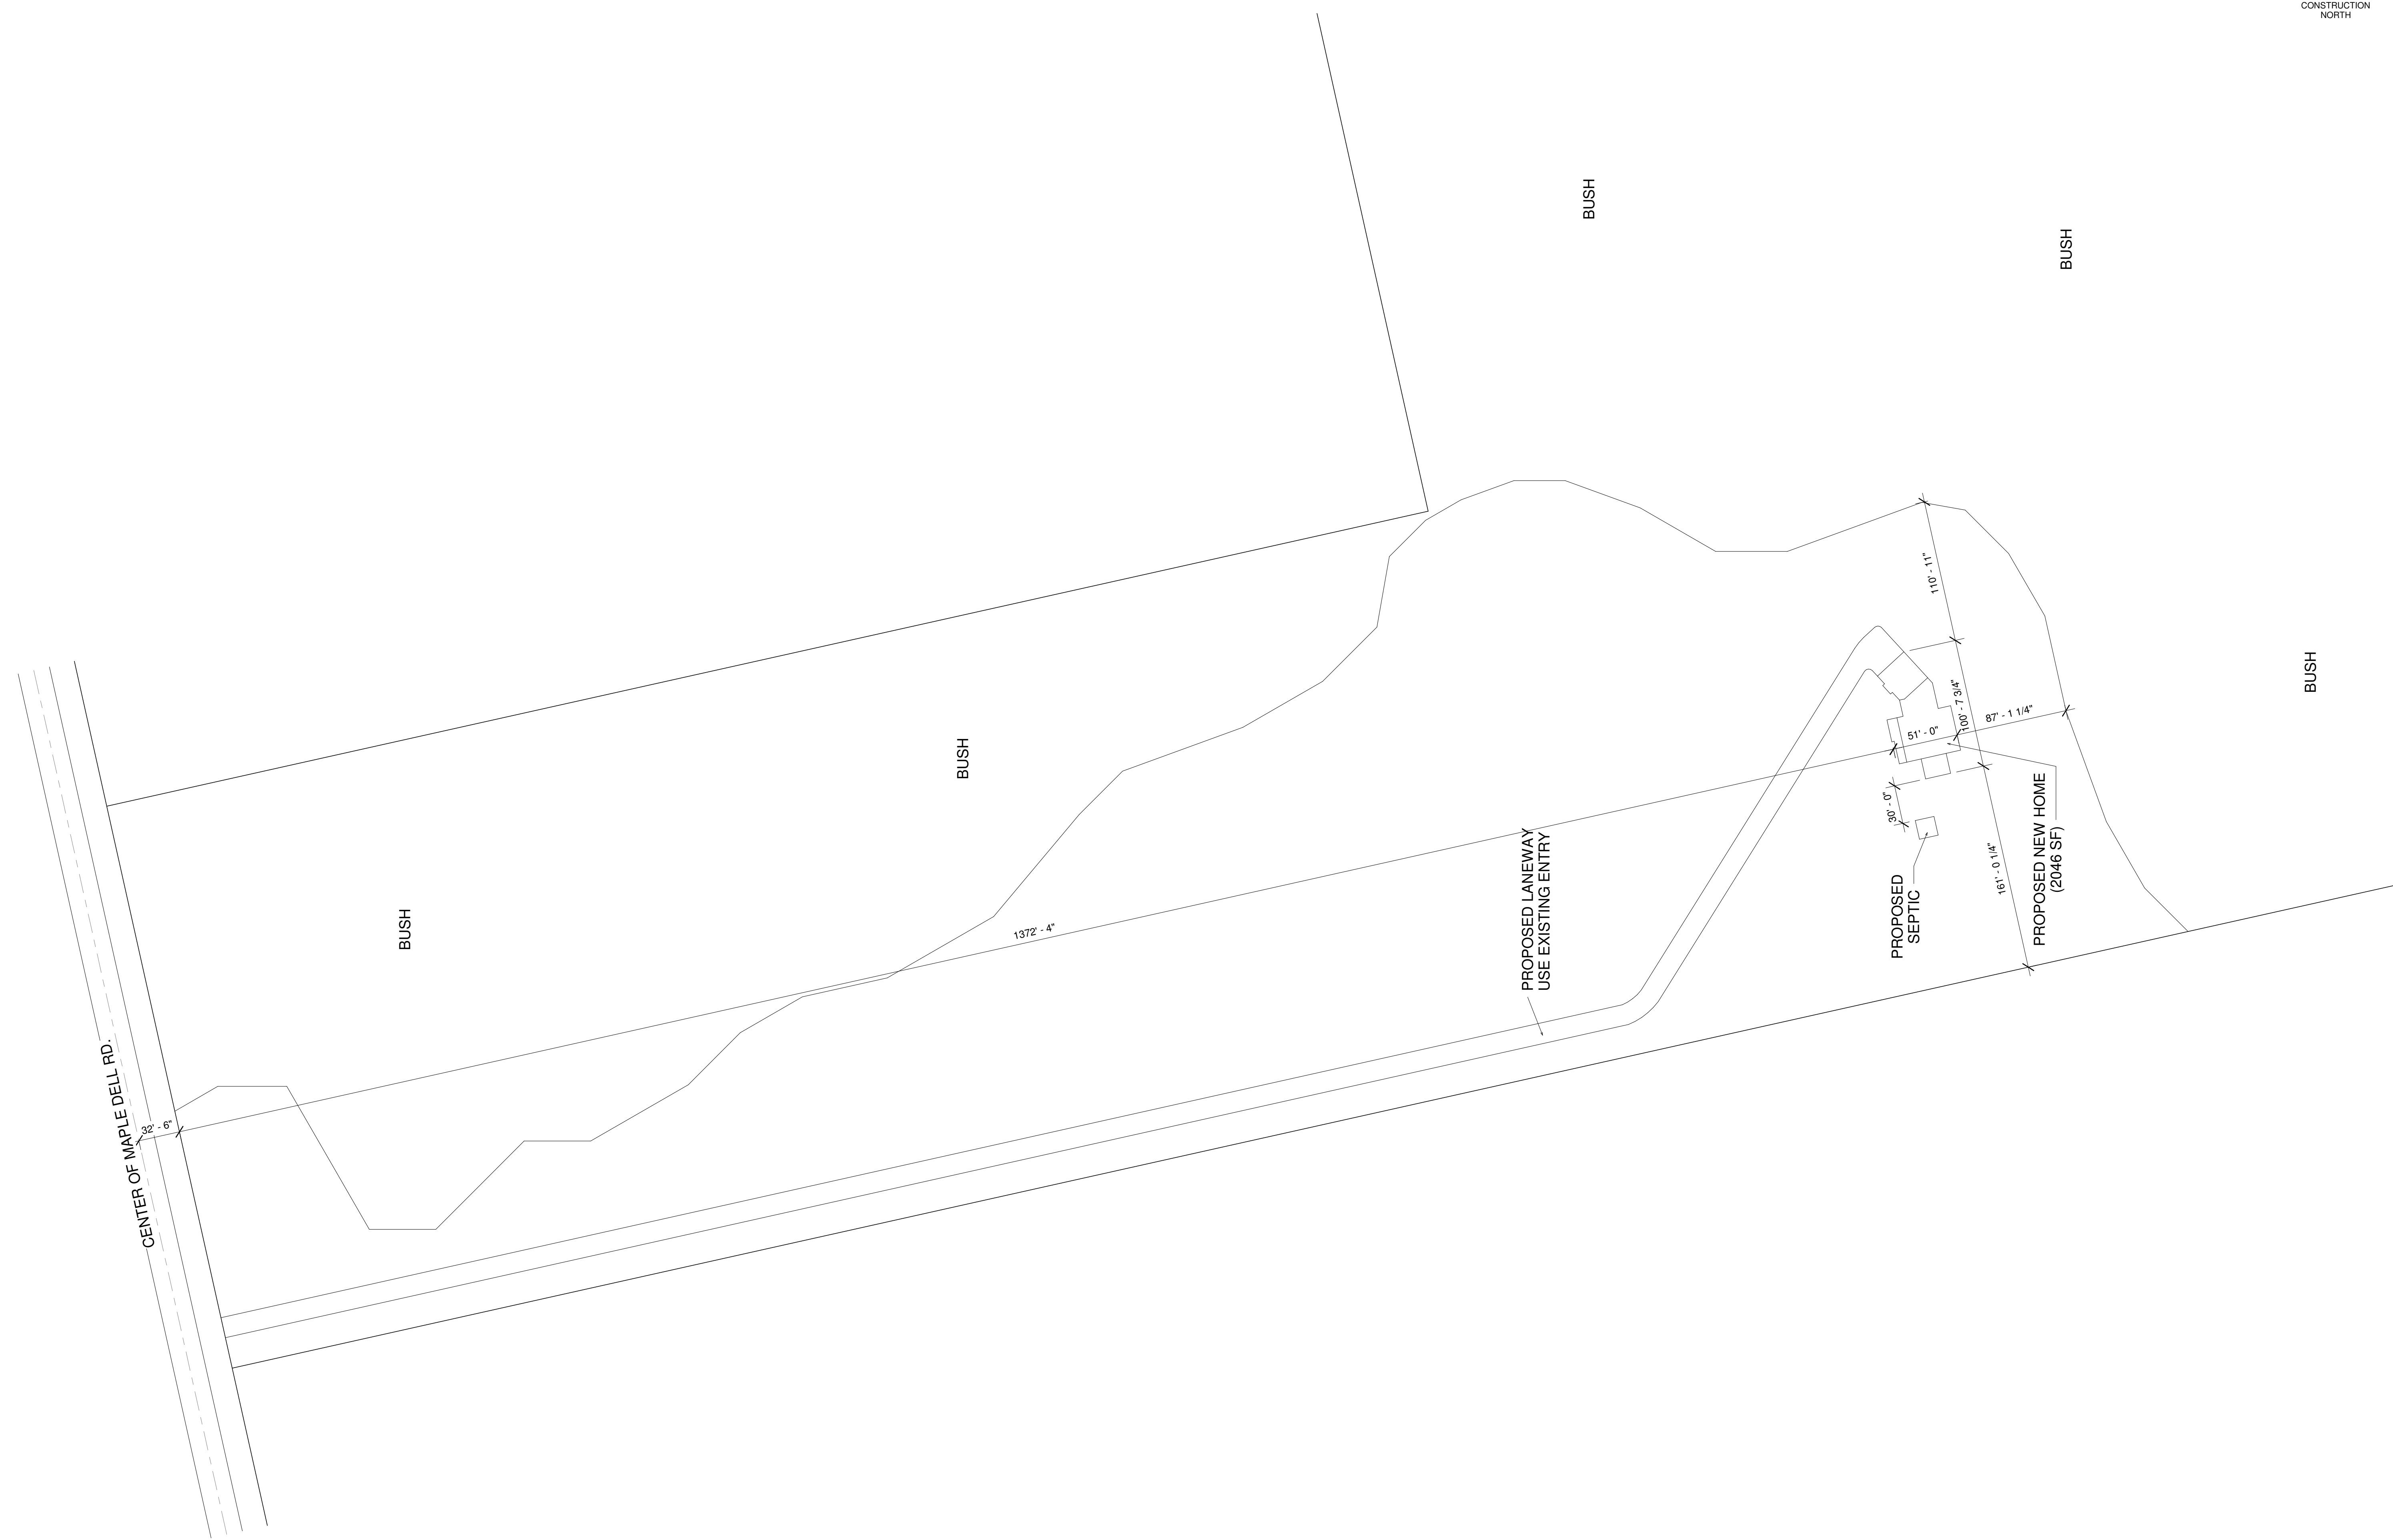 CONSTRUCTION
NORTH
BUSH
BUSH
110' - 11"
BUSH
100' - 7 3/4"
87' - 1 1/4"
51' - 0"
BUSH
30' - 0"
PROPOSED NEW HOME
(2046 SF)
161' - 0 1/4"
PROPOSED LANEWAY
USE EXISTING ENTRY
PROPOSED
SEPTIC
BUSH
1372' - 4"
32' - 6"
CENTER OF MAPLE DELL RD.